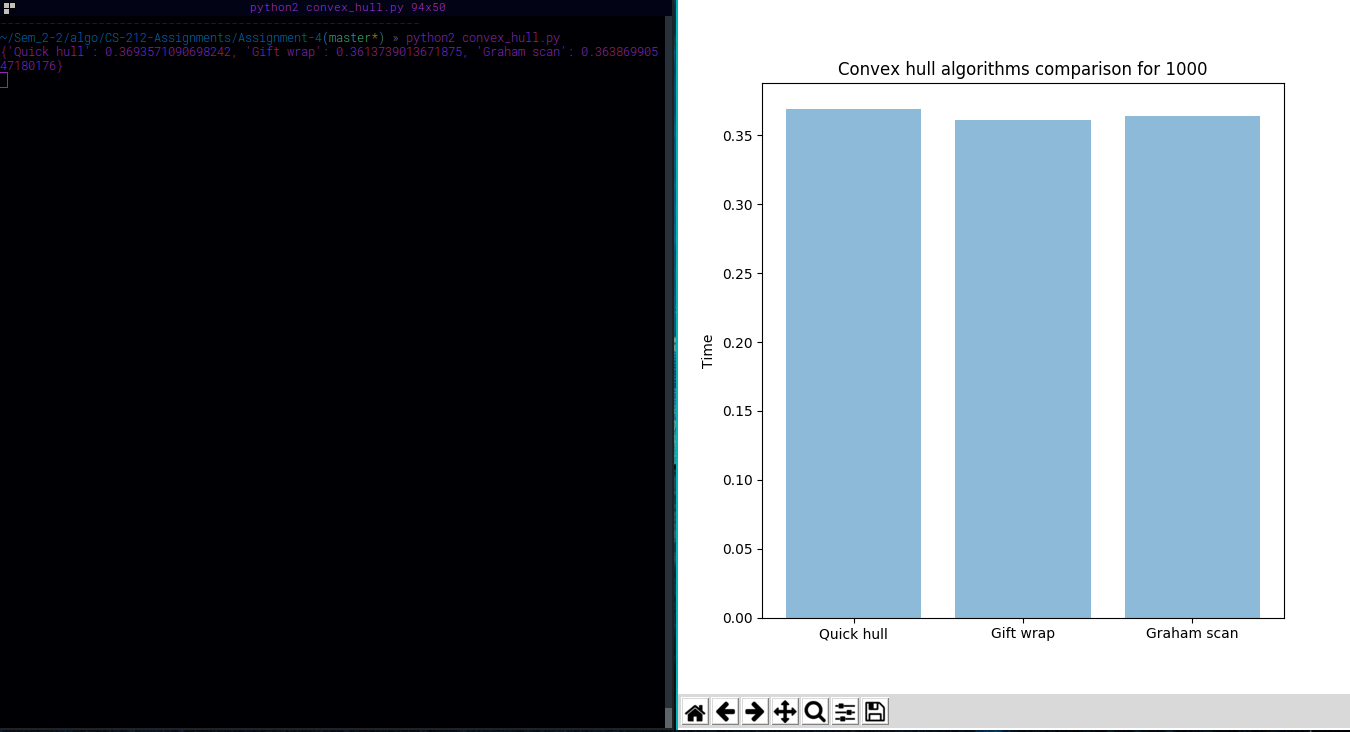 python2 convex_hull.py 94x50
~/Sem_2-2/algo/CS-212-Assignments/Assignment-4(master*) » python2 convex_hull.py
{'Quick hull': 0.3693571090698242, 'Gift wrap': 0.3613739013671875, 'Graham scan': 0.363869905
47180176}
Convex hull algorithms comparison for 1000
Time
0.35
0.30
0.25
0.20
0.15
0.10
0.05
0.00
Quick hull Gift wrap Graham scan